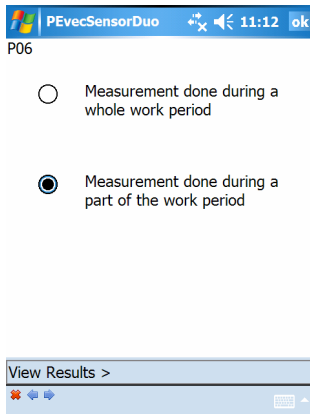 PEvecSensorDuo 11:12 ok
P06
Measurement done during a
whole work period
Measurement done during a
part of the work period
View Results >